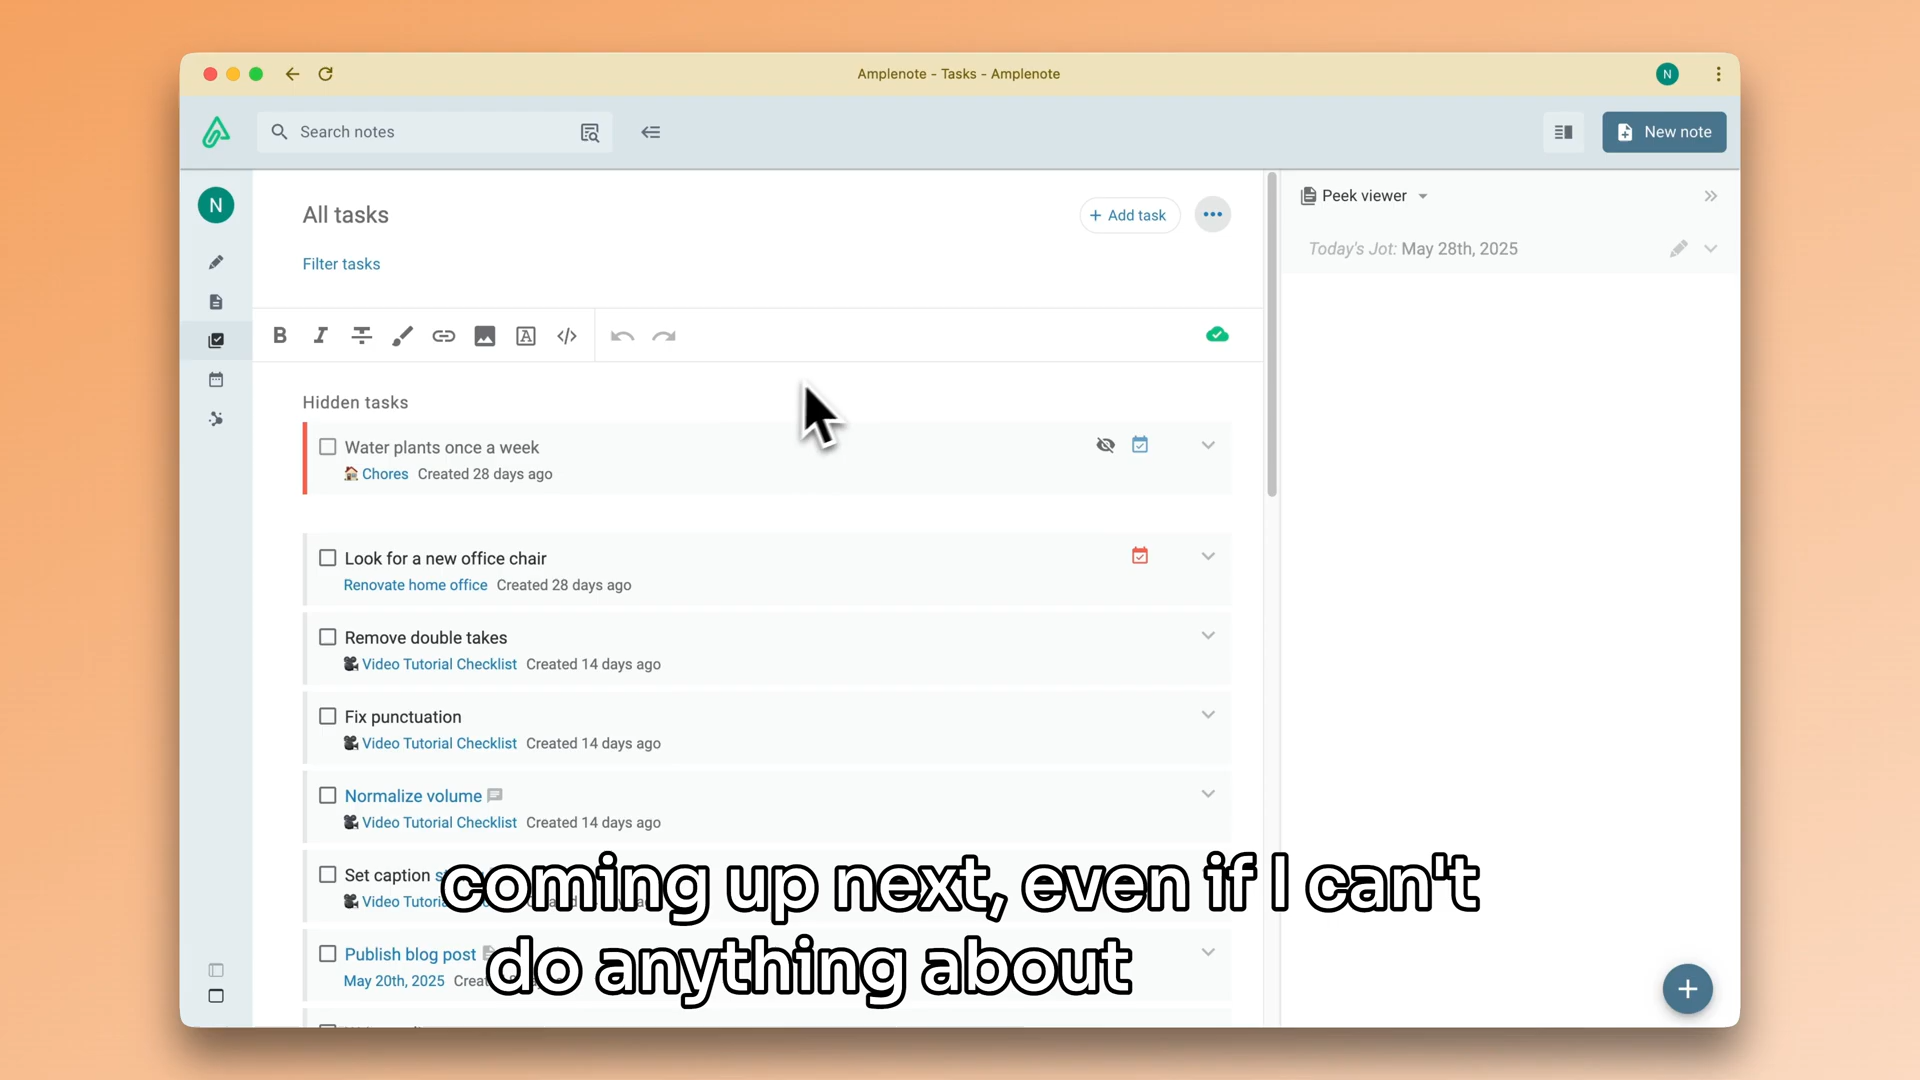 Amplenote - Tasks - Amplenote
N
Search notes
New note
N
All tasks
Add task
Filter tasks
Peek viewer
Today's Jot: May 28th, 2025
B I A
Hidden tasks
Water plants once a week
Chores Created 28 days ago
Look for a new office chair
Renovate home office Created 28 days ago
Remove double takes
Video Tutorial Checklist Created 14 days ago
Fix punctuation
Video Tutorial Checklist Created 14 days ago
Normalize volume
Video Tutorial Checklist Created 14 days ago
Set caption
Video
coming up next, even if I can't
do anything about
Publish blog post
May 20th, 2025